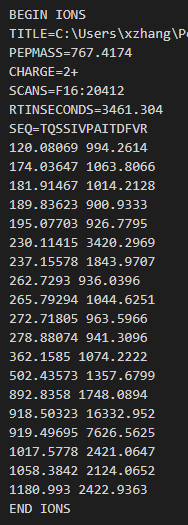 BEGIN IONS
TITLE=C:\Users\xzhang\P
PEPMASS=767.4174
CHARGE=2+
SCANS=F16:20412
RTINSECONDS=3461.304
SEQ=TQSSIVPAITDFVR
120.08069 994.2614
174.03647 1063.8066
181.91467 1014.2128
189.83623 900.9333
195.07703 926.7795
230.11415 3420.2969
237.15578 1843.9707
262.7293 936.0396
265.79294 1044.6251
272.71805 963.5966
278.88074 941.3096
362.1585 1074.2222
502.43573 1357.6799
892.8358 1748.0894
918.50323 16332.952
919.49695 7626.5625
1017.5778 2421.0647
1058.3842 2124.0652
1180.993 2422.9363
END IONS